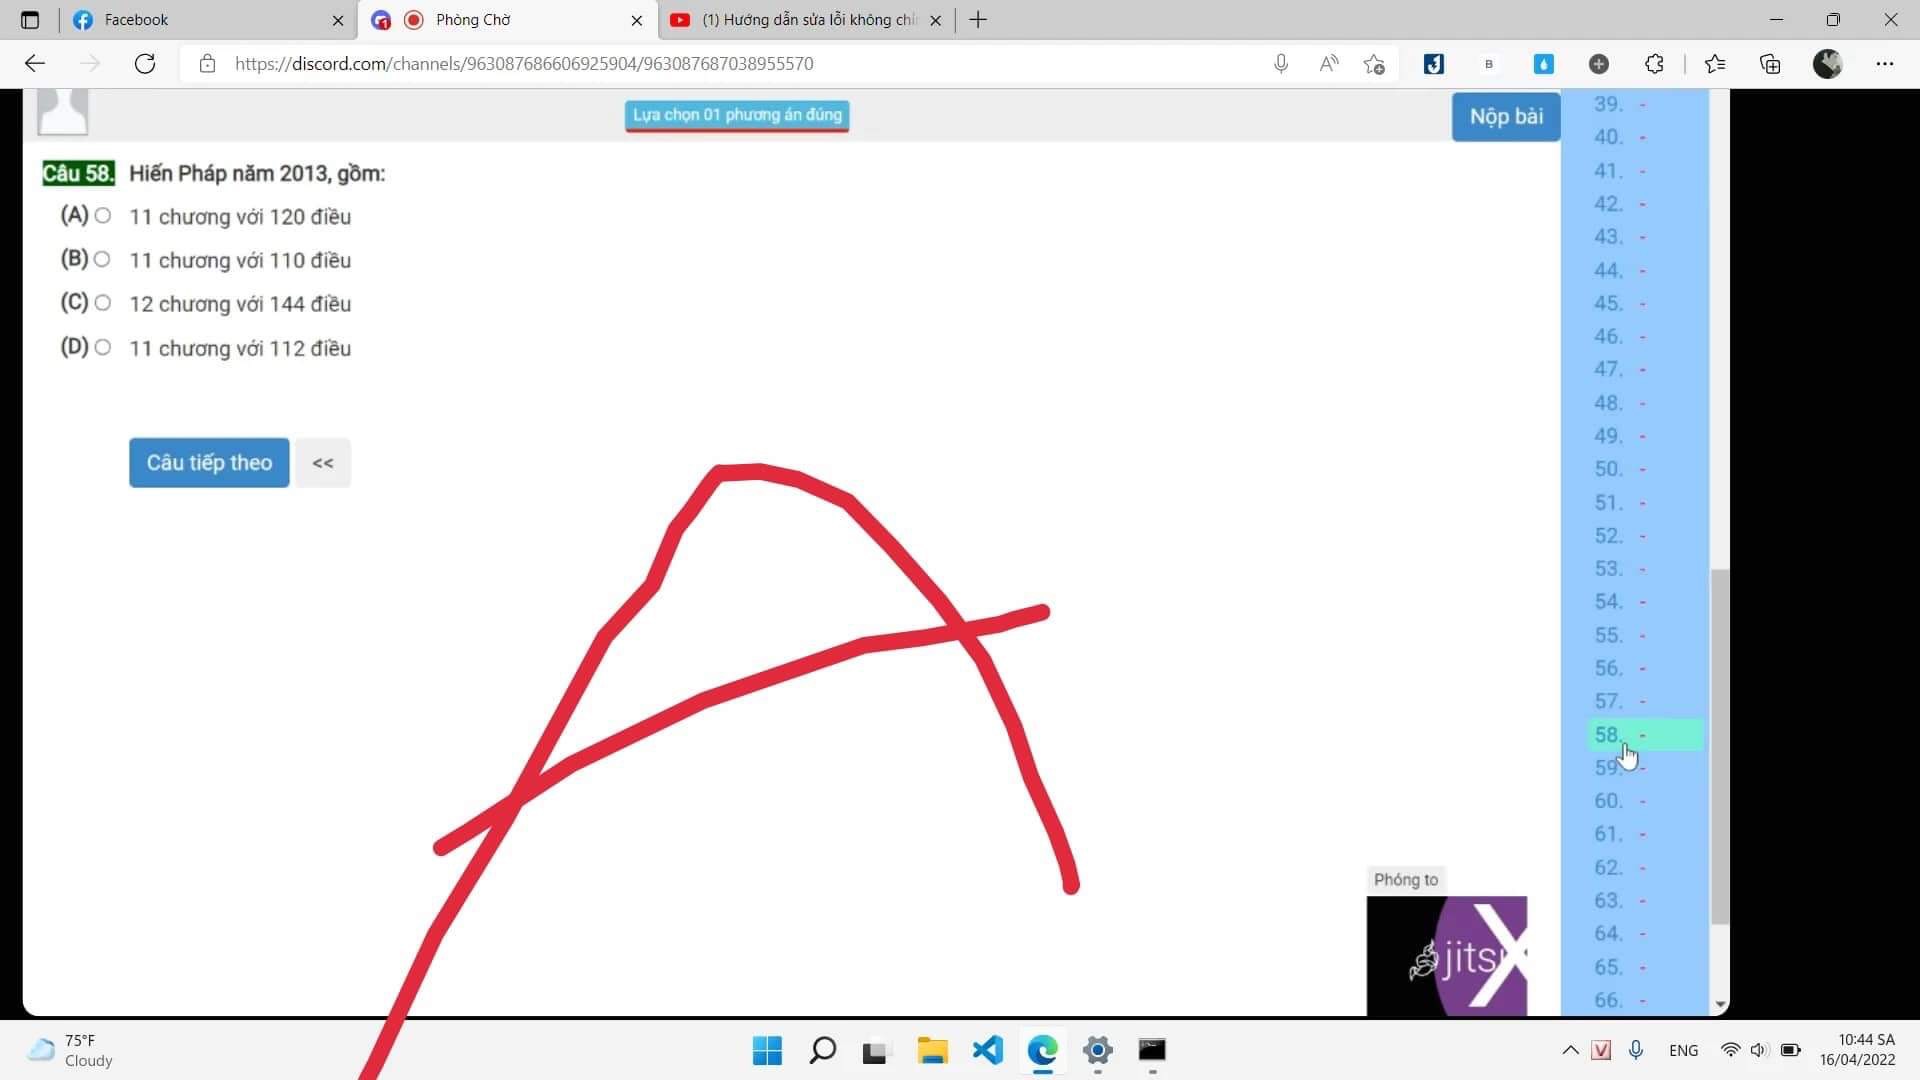 Facebook
Phòng Chờ
(1) Hướng dẫn sửa lỗi không chỉ
https://discord.com/channels/963087686606925904/963087687038955570
Lựa chọn 01 phương án đúng
Nộp bài
Câu 58. Hiến Pháp năm 2013, gồm:
(A) 11 chương với 120 điều
(B) 11 chương với 110 điều
(C) 12 chương với 144 điều
(D) 11 chương với 112 điều
Câu tiếp theo <<
39. -
40. -
41. -
42. -
43. -
44. -
45. -
46. -
47. -
48. -
49. -
50. -
51. -
52. -
53. -
54. -
55. -
56. -
57. -
58. -
59. -
60. -
61. -
62. -
63. -
64. -
65. -
66. -
A
Phóng to
jitsi
75°F
Cloudy
ENG
10:44 SA
16/04/2022